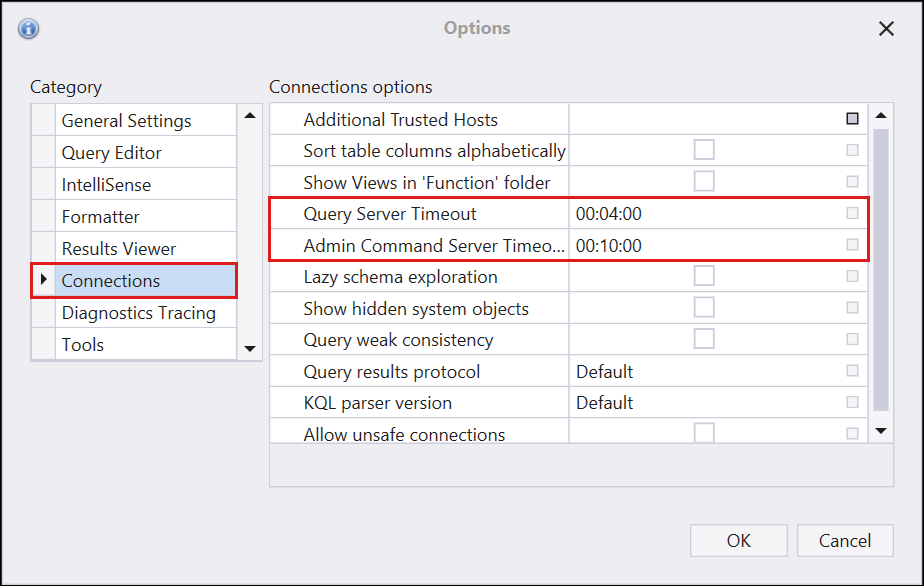 Options
Category
General Settings
Query Editor
IntelliSense
Formatter
Results Viewer
Connections
Diagnostics Tracing
Tools
Connections options
Additional Trusted Hosts
Sort table columns alphabetically
Show Views in 'Function' folder
Query Server Timeout 00:04:00
Admin Command Server Timeo... 00:10:00
Lazy schema exploration
Show hidden system objects
Query weak consistency
Query results protocol Default
KQL parser version Default
Allow unsafe connections
OK Cancel